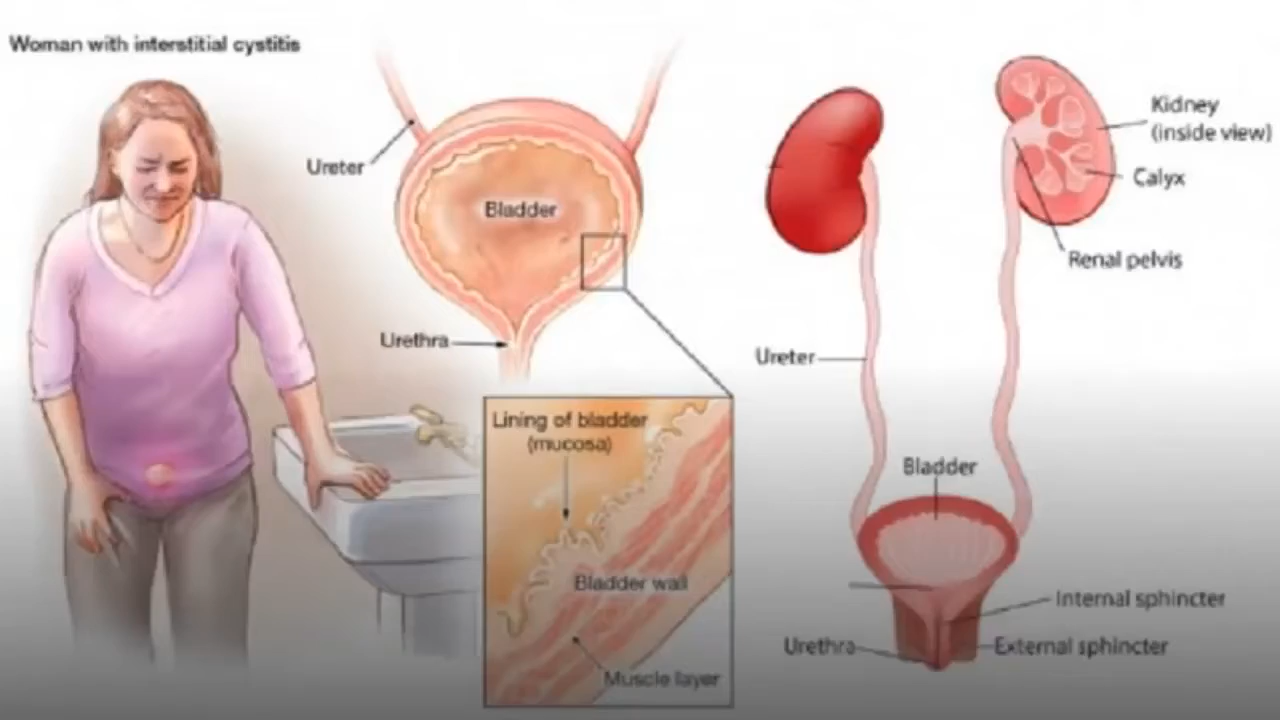 Woman with interstitial cystitis
Ureter
Bladder
Urethra
Lining of bladder
(mucosa)
Bladder wall
Muscle layer
Kidney
(inside view)
Calyx
Renal pelvis
Ureter
Bladder
Internal sphincter
Urethra
External sphincter